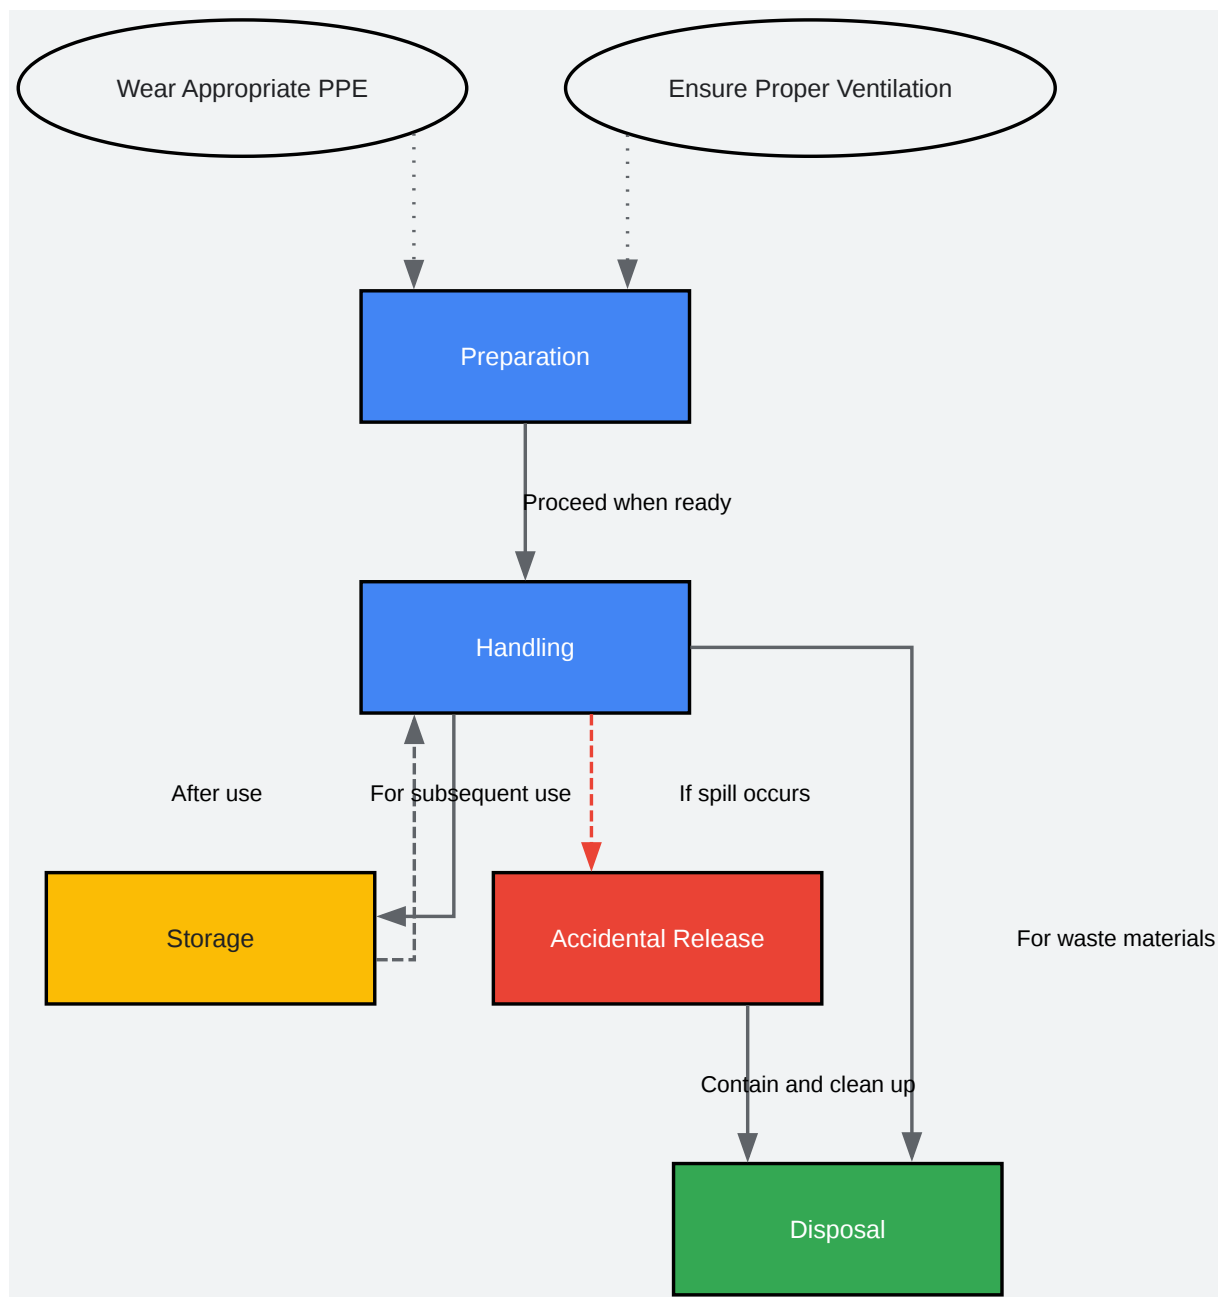 Wear Appropriate PPE
Ensure Proper Ventilation
Preparation
Proceed when ready
Handling
After use
For subsequent use
If spill occurs
Storage
Accidental Release
For waste materials
Contain and clean up
Disposal